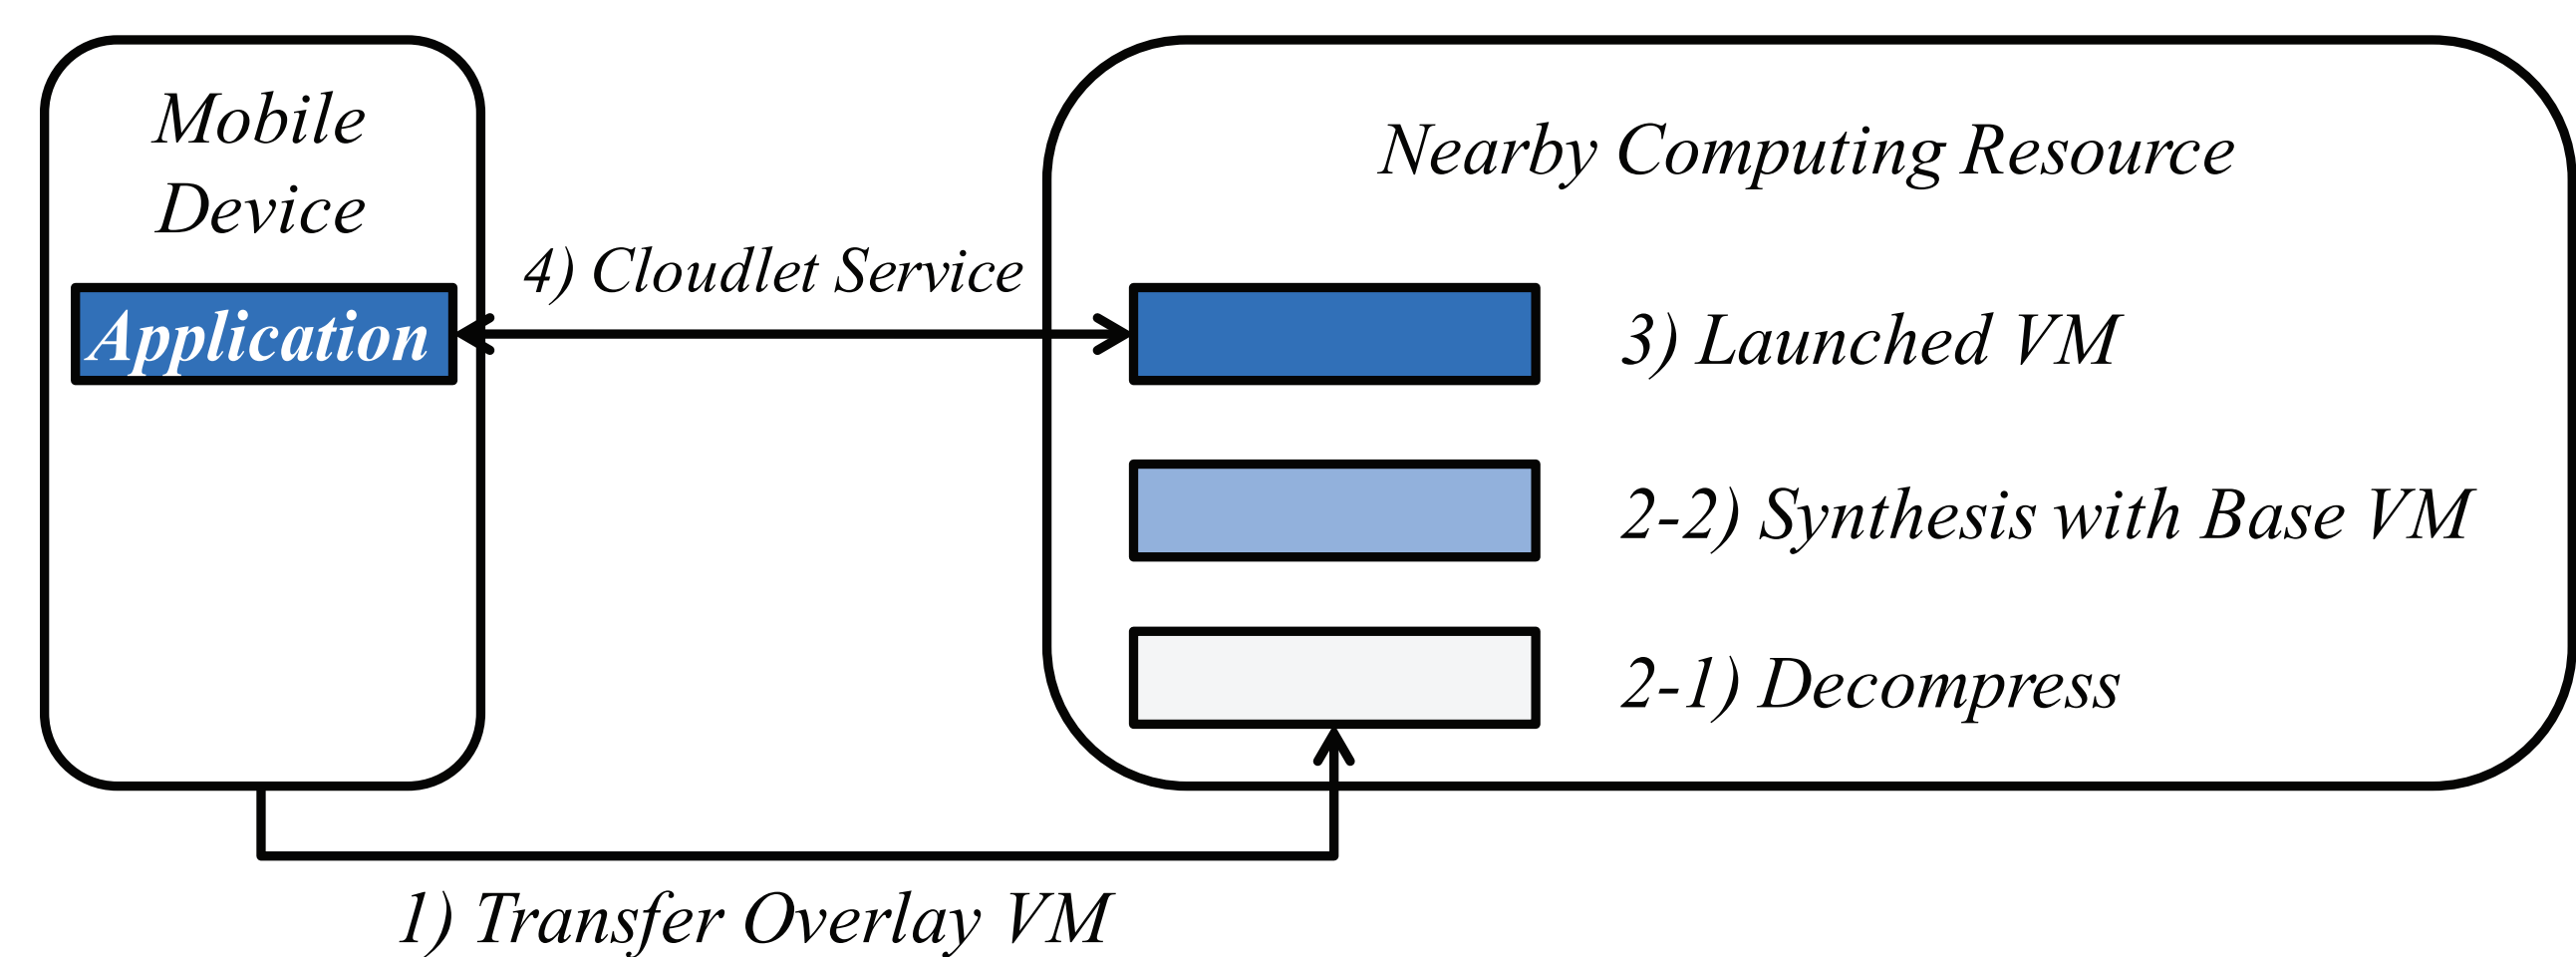 Mobile
Device
Application
4) Cloudlet Service
Nearby Computing Resource
3) Launched VM
2-2) Synthesis with Base VM
2-1) Decompress
1) Transfer Overlay VM